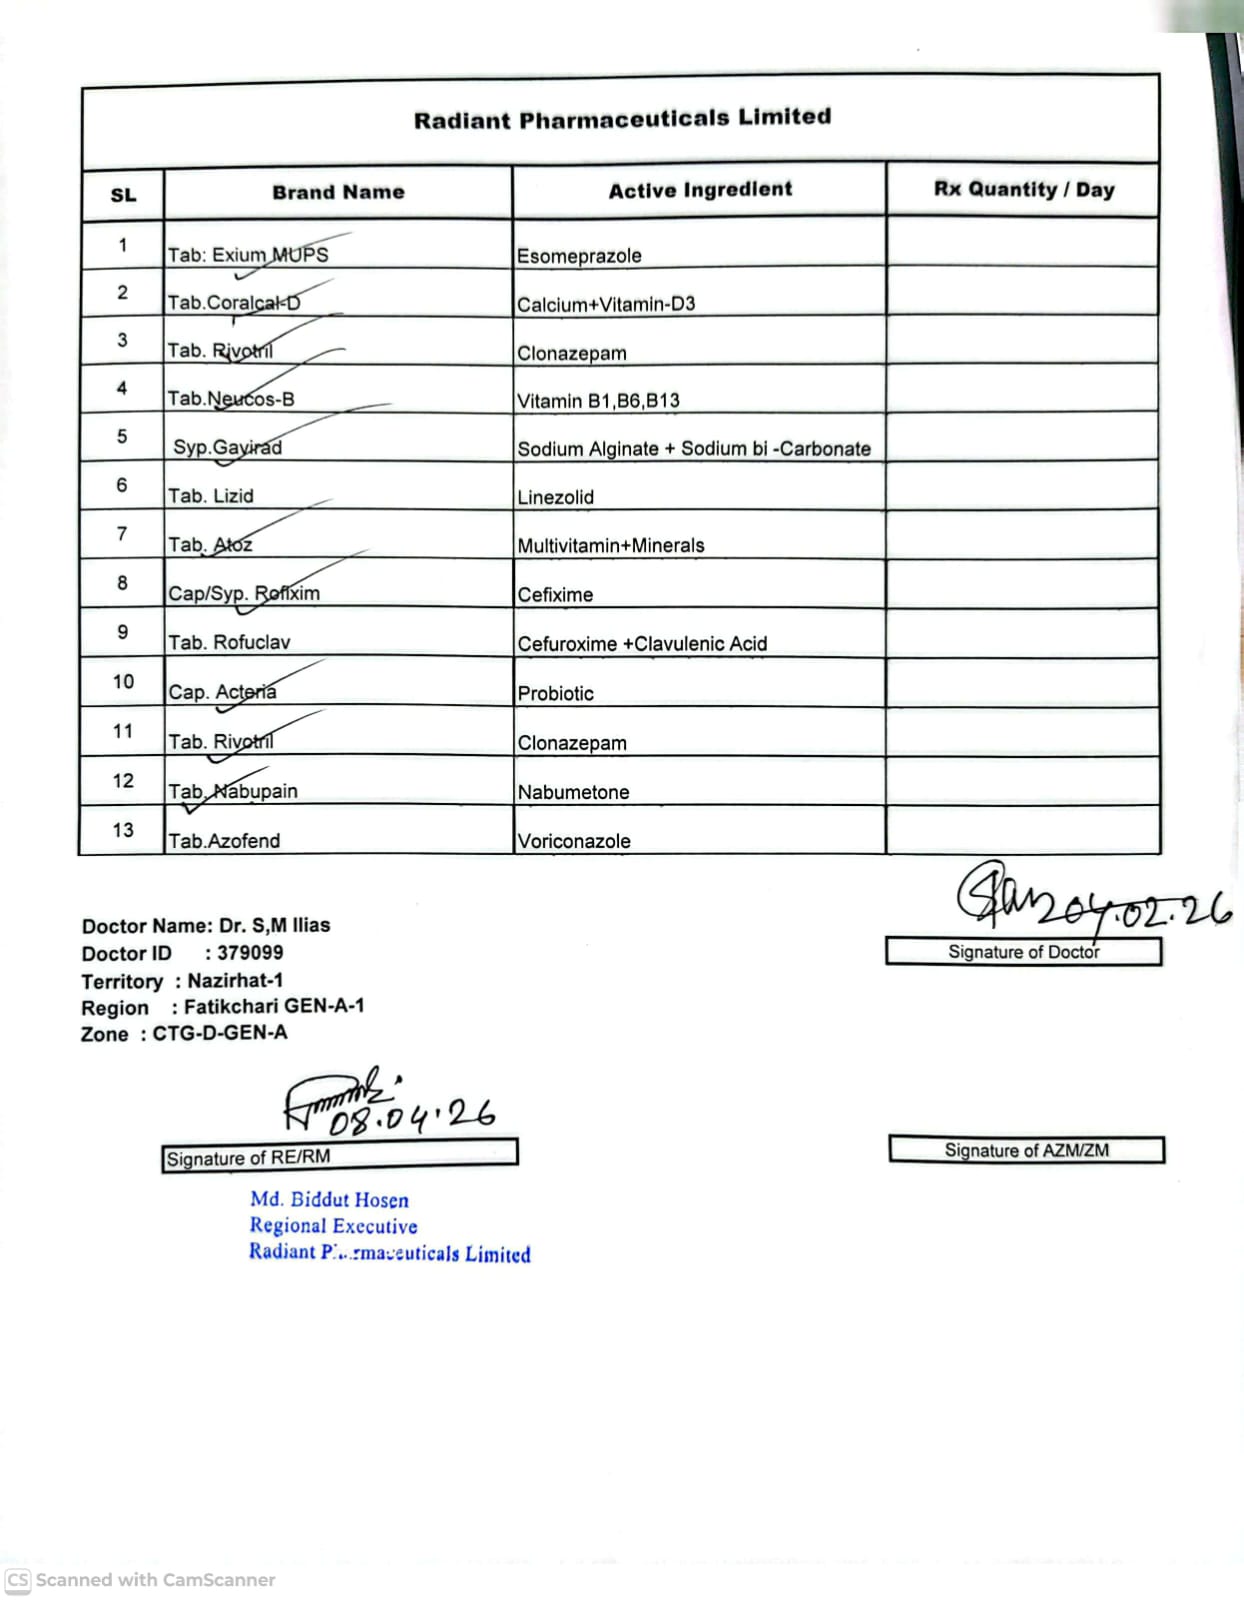 Radiant Pharmaceuticals Limited
SL Brand Name Active Ingredient Rx Quantity / Day
1 Tab: Exium MUPS Esomeprazole
2 Tab.Coralcal-D Calcium+Vitamin-D3
3 Tab. Rivotril Clonazepam
4 Tab.Neucos-B Vitamin B1,B6,B13
5 Syp.Gavirad Sodium Alginate + Sodium bi -Carbonate
6 Tab. Lizid Linezolid
7 Tab. Atoz Multivitamin+Minerals
8 Cap/Syp. Rofixim Cefixime
9 Tab. Rofuclav Cefuroxime +Clavulenic Acid
10 Cap. Acteria Probiotic
11 Tab. Rivotril Clonazepam
12 Tab. Nabupain Nabumetone
13 Tab.Azofend Voriconazole
04.02.26
Signature of Doctor
Doctor Name: Dr. S,M Ilias
Doctor ID : 379099
Territory : Nazirhat-1
Region : Fatikchari GEN-A-1
Zone : CTG-D-GEN-A
08.04.26
Signature of RE/RM
Signature of AZM/ZM
Md. Biddut Hosen
Regional Executive
Radiant Pharmaceuticals Limited
CS Scanned with CamScanner